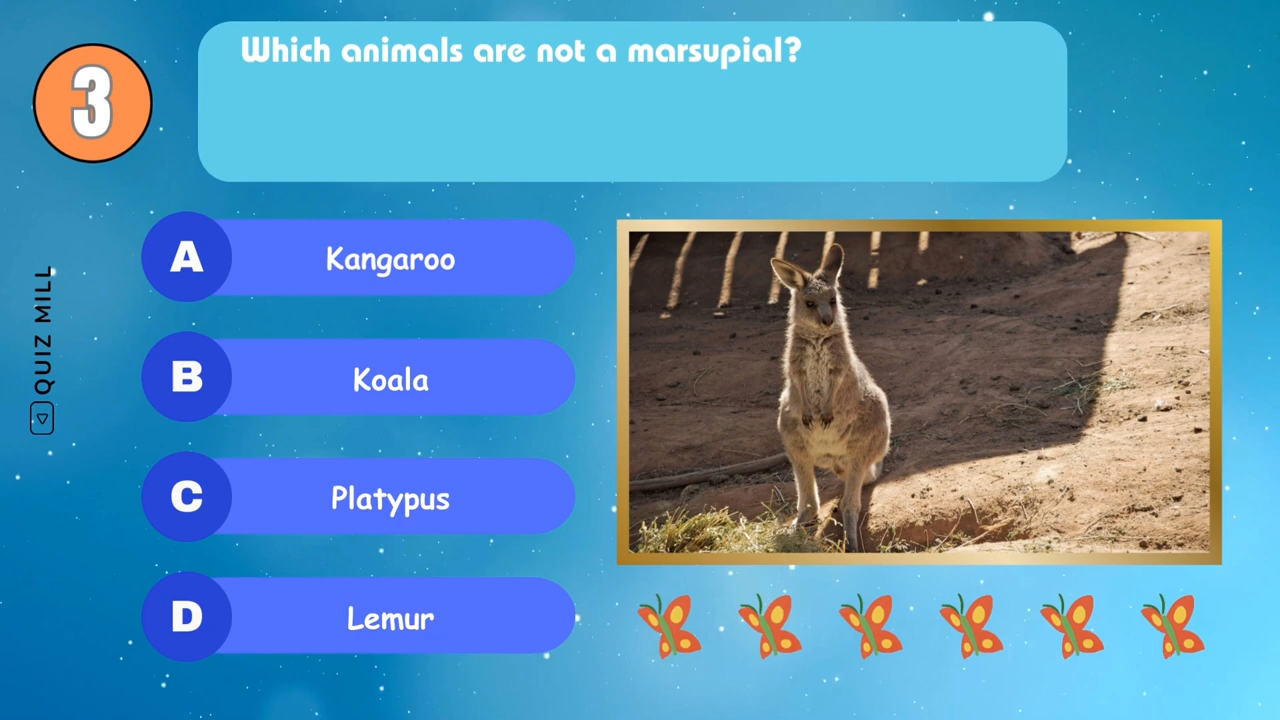 3
Which animals are not a marsupial?
A
Kangaroo
B
Koala
C
Platypus
D
Lemur
QUIZ MILL